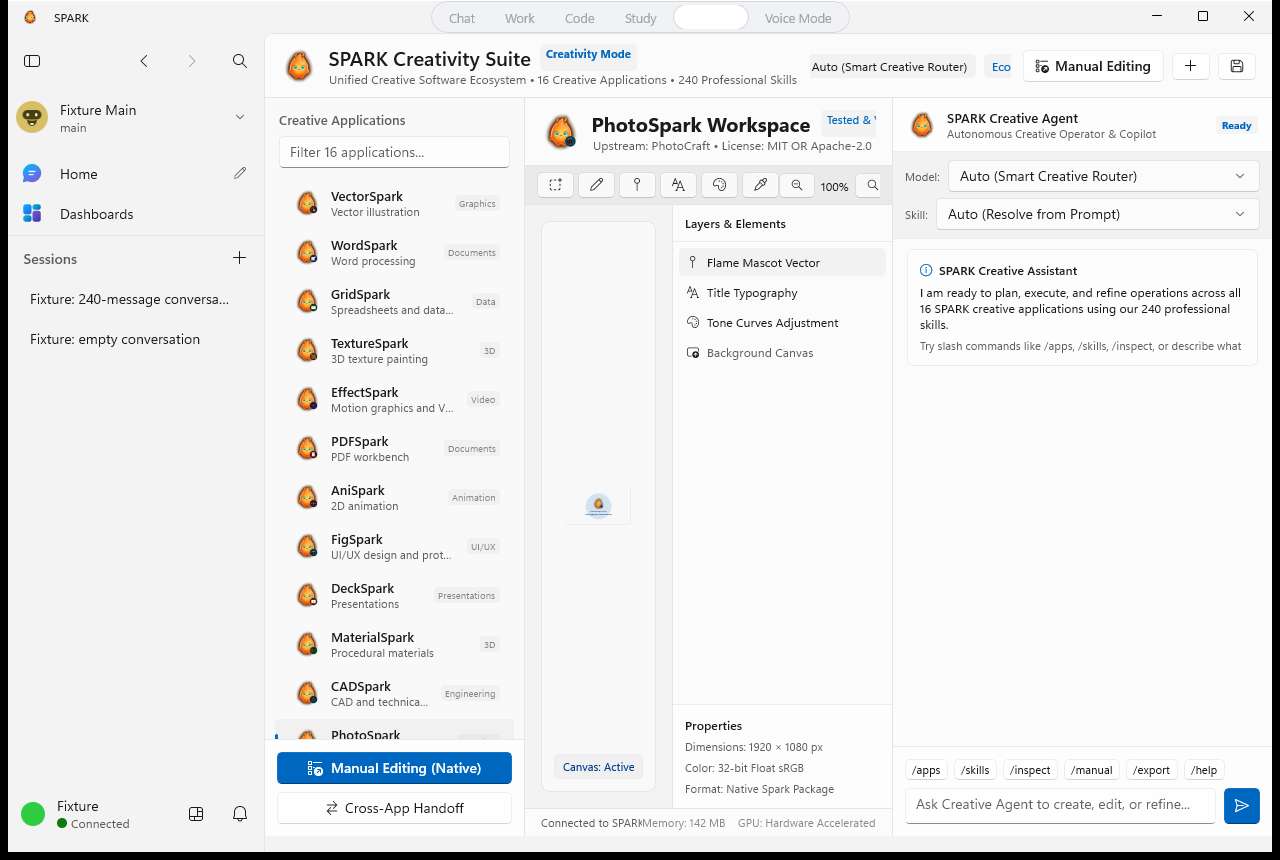 SPARK
Chat
Work
Code
Study
Voice Mode
Fixture Main
main
Home
Dashboards
Sessions
Fixture: 240-message conversa...
Fixture: empty conversation
Fixture
Connected
SPARK Creativity Suite
Creativity Mode
Unified Creative Software Ecosystem • 16 Creative Applications • 240 Professional Skills
Auto (Smart Creative Router)
Eco
Manual Editing
Creative Applications
Filter 16 applications...
VectorSpark
Vector illustration
Graphics
WordSpark
Word processing
Documents
GridSpark
Spreadsheets and data...
Data
TextureSpark
3D texture painting
3D
EffectSpark
Motion graphics and V...
Video
PDFSpark
PDF workbench
Documents
AniSpark
2D animation
Animation
FigSpark
UI/UX design and prot...
UI/UX
DeckSpark
Presentations
Presentations
MaterialSpark
Procedural materials
3D
CADSpark
CAD and technica...
Engineering
PhotoSpark
Manual Editing (Native)
Cross-App Handoff
PhotoSpark Workspace
Tested &
Upstream: PhotoCraft • License: MIT OR Apache-2.0
100%
Canvas: Active
Layers & Elements
Flame Mascot Vector
Title Typography
Tone Curves Adjustment
Background Canvas
Properties
Dimensions: 1920 × 1080 px
Color: 32-bit Float sRGB
Format: Native Spark Package
Connected to SPARK
Memory: 142 MB
GPU: Hardware Accelerated
SPARK Creative Agent
Autonomous Creative Operator & Copilot
Ready
Model:
Auto (Smart Creative Router)
Skill:
Auto (Resolve from Prompt)
SPARK Creative Assistant
I am ready to plan, execute, and refine operations across all
16 SPARK creative applications using our 240 professional
skills.
Try slash commands like /apps, /skills, /inspect, or describe what
/apps
/skills
/inspect
/manual
/export
/help
Ask Creative Agent to create, edit, or refine...